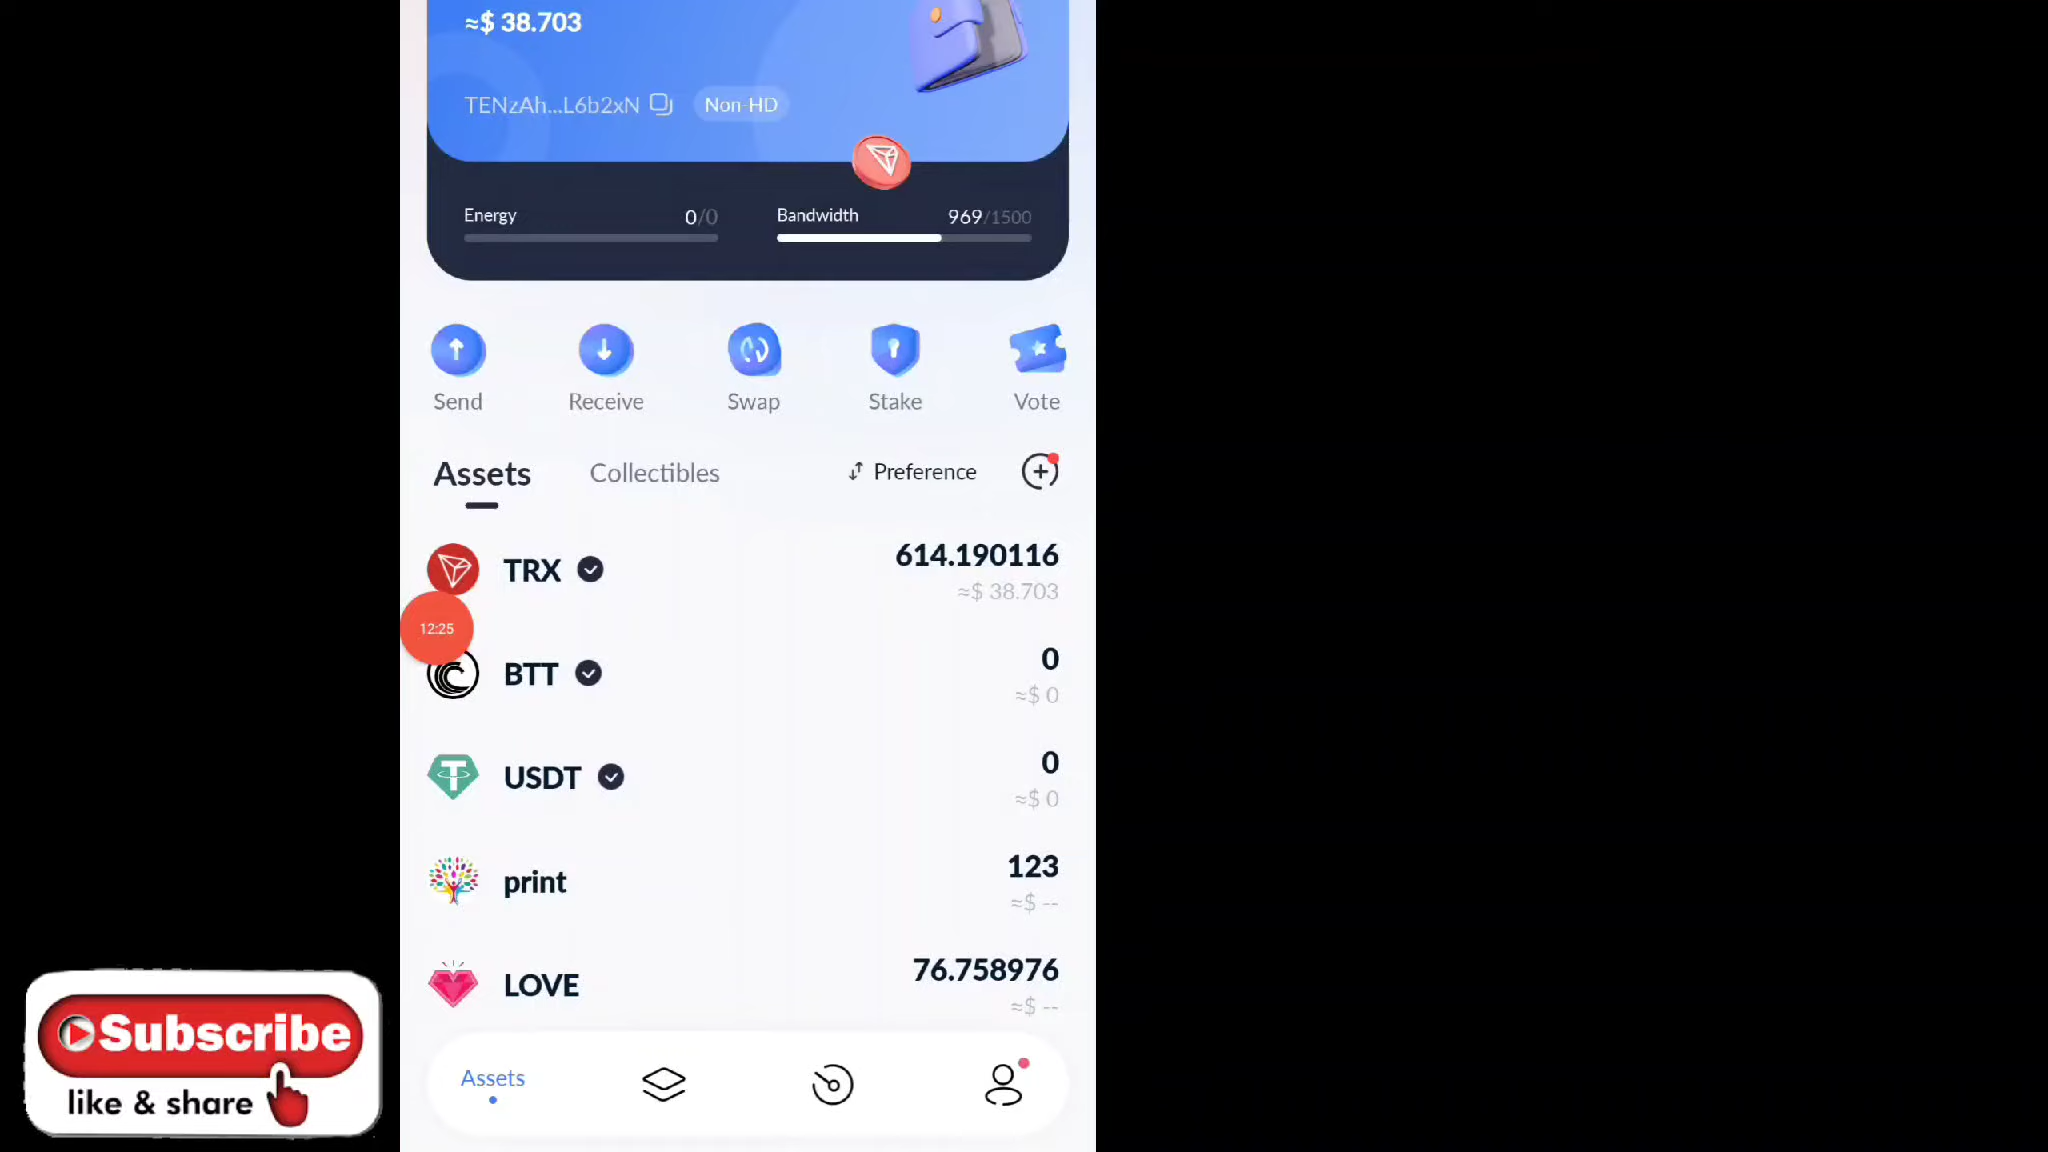 ≈$ 38.703
TENzAh...L6b2xN Non-HD
Energy 0/0 Bandwidth 969/1500
Send Receive Swap Stake Vote
Assets Collectibles Preference
TRX 614.190116
≈$ 38.703
12:25
BTT 0
≈$ 0
USDT 0
≈$ 0
print 123
≈$ --
LOVE 76.758976
≈$ --
Assets
Subscribe
like & share